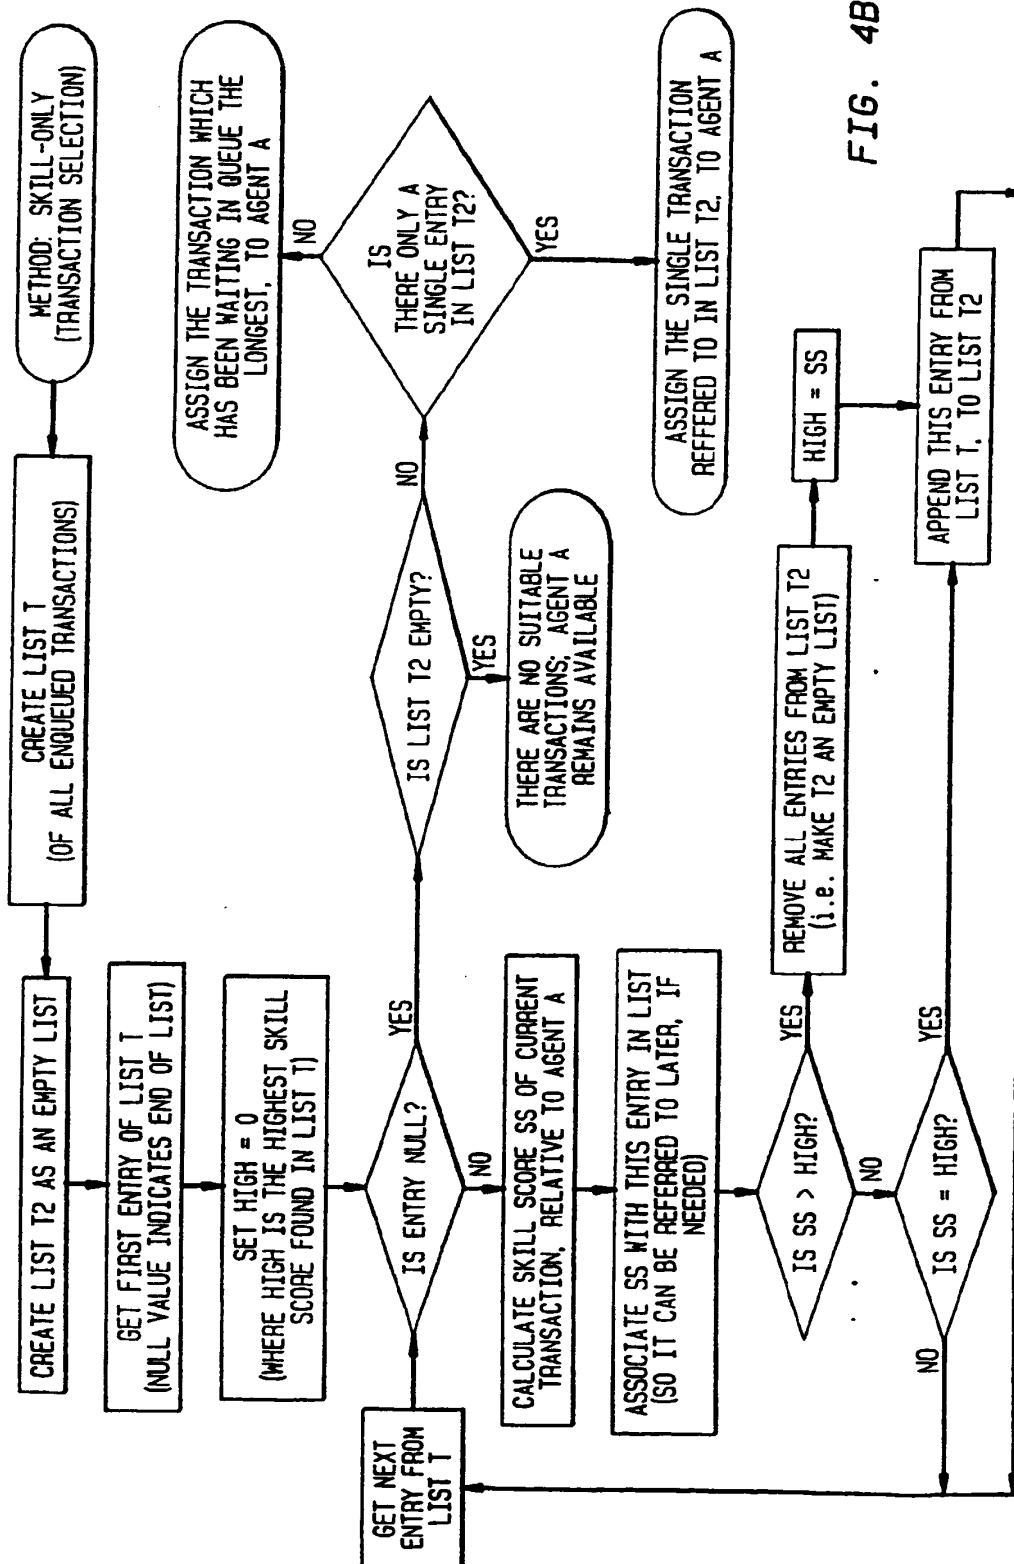 METHOD: SKILL-ONLY
(TRANSACTION SELECTION)
CREATE LIST T
(OF ALL ENQUEUED TRANSACTIONS)
CREATE LIST T2 AS AN EMPTY LIST
GET FIRST ENTRY OF LIST T
(NULL VALUE INDICATES END OF LIST)
SET HIGH = 0
(WHERE HIGH IS THE HIGHEST SKILL
SCORE FOUND IN LIST T)
GET NEXT
ENTRY FROM
LIST T
IS ENTRY NULL?
YES
NO
IS LIST T2 EMPTY?
NO
YES
THERE ARE NO SUITABLE
TRANSACTIONS; AGENT A
REMAINS AVAILABLE
IS
THERE ONLY A
SINGLE ENTRY
IN LIST T2?
NO
YES
ASSIGN THE TRANSACTION WHICH
HAS BEEN WAITING IN QUEUE THE
LONGEST, TO AGENT A
ASSIGN THE SINGLE TRANSACTION
REFFERED TO IN LIST T2, TO AGENT A
CALCULATE SKILL SCORE SS OF CURRENT
TRANSACTION, RELATIVE TO AGENT A
ASSOCIATE SS WITH THIS ENTRY IN LIST
(SO IT CAN BE REFERRED TO LATER, IF
NEEDED)
IS SS > HIGH?
YES
NO
REMOVE ALL ENTRIES FROM LIST T2
(i.e. MAKE T2 AN EMPTY LIST)
HIGH = SS
IS SS = HIGH?
YES
NO
APPEND THIS ENTRY FROM
LIST T, TO LIST T2
FIG. 4B